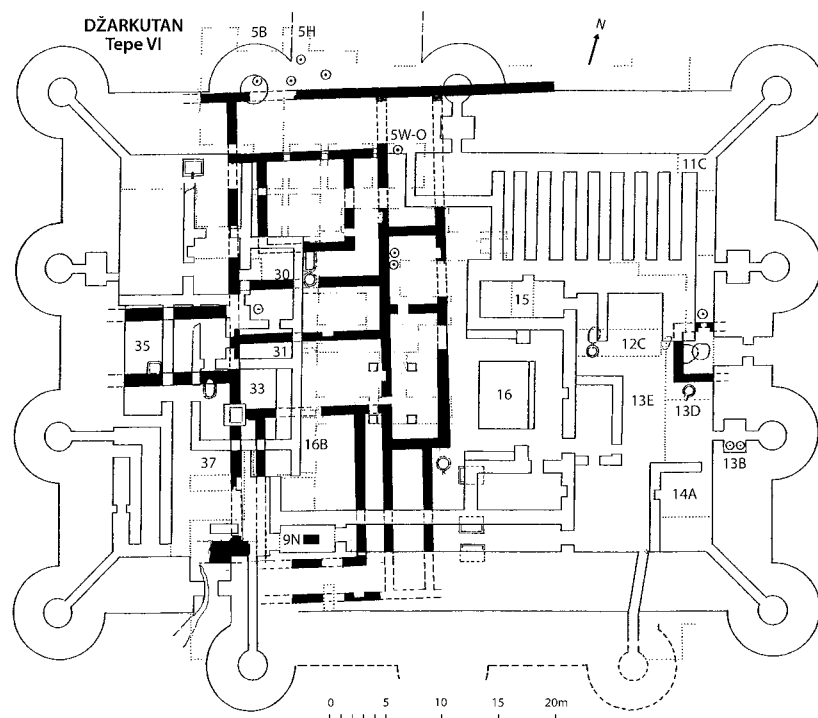 DŽARKUTAN
Tepe VI
5B
5H
N
5W-O
11C
30
15
35
31
12C
33
16
13E
13D
16B
37
13B
14A
9N
0 5 10 15 20m